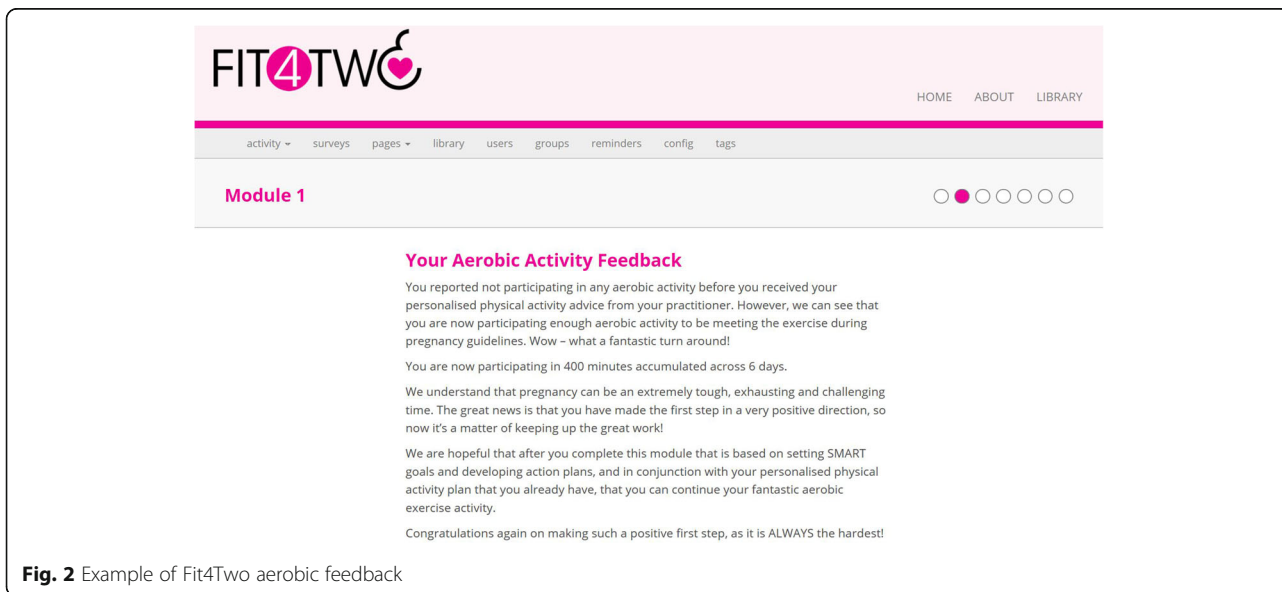 FIT4TWO
HOME ABOUT LIBRARY
activity surveys pages library users groups reminders config tags
Module 1
Your Aerobic Activity Feedback
You reported not participating in any aerobic activity before you received your
personalised physical activity advice from your practitioner. However, we can see that
you are now participating enough aerobic activity to be meeting the exercise during
pregnancy guidelines. Wow – what a fantastic turn around!
You are now participating in 400 minutes accumulated across 6 days.
We understand that pregnancy can be an extremely tough, exhausting and challenging
time. The great news is that you have made the first step in a very positive direction, so
now it's a matter of keeping up the great work!
We are hopeful that after you complete this module that is based on setting SMART
goals and developing action plans, and in conjunction with your personalised physical
activity plan that you already have, that you can continue your fantastic aerobic
exercise activity.
Congratulations again on making such a positive first step, as it is ALWAYS the hardest!
Fig. 2 Example of Fit4Two aerobic feedback